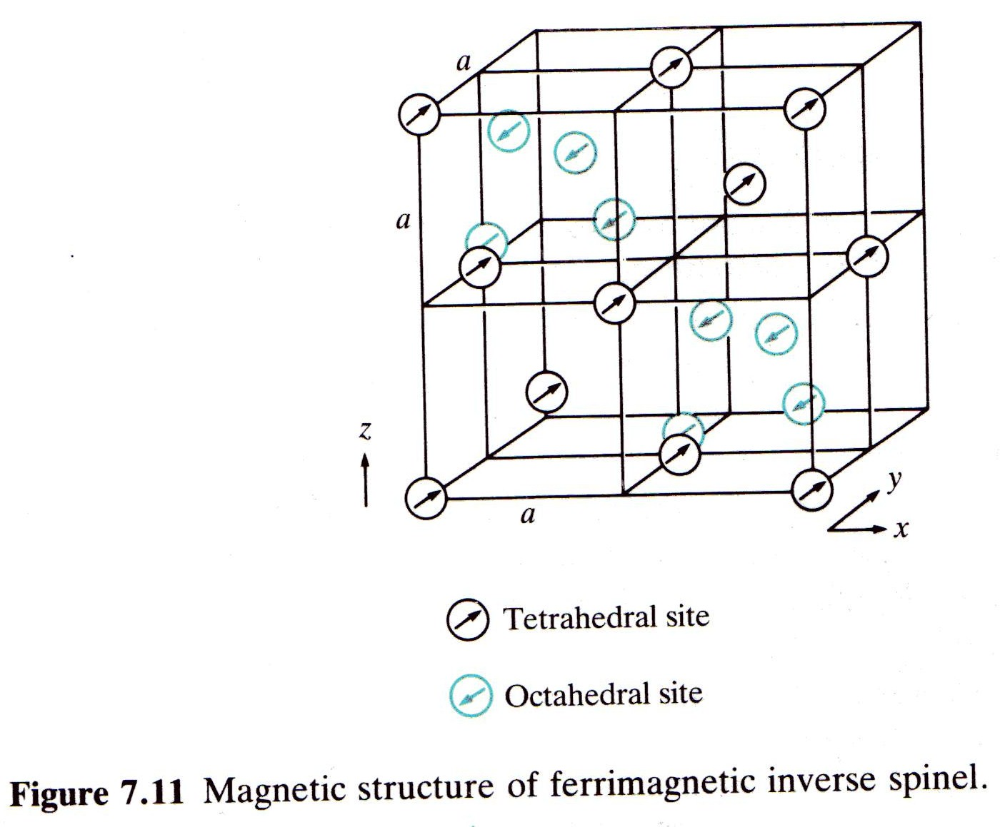 a
a
z
y
a
x
Tetrahedral site
Octahedral site
Figure 7.11 Magnetic structure of ferrimagnetic inverse spinel.